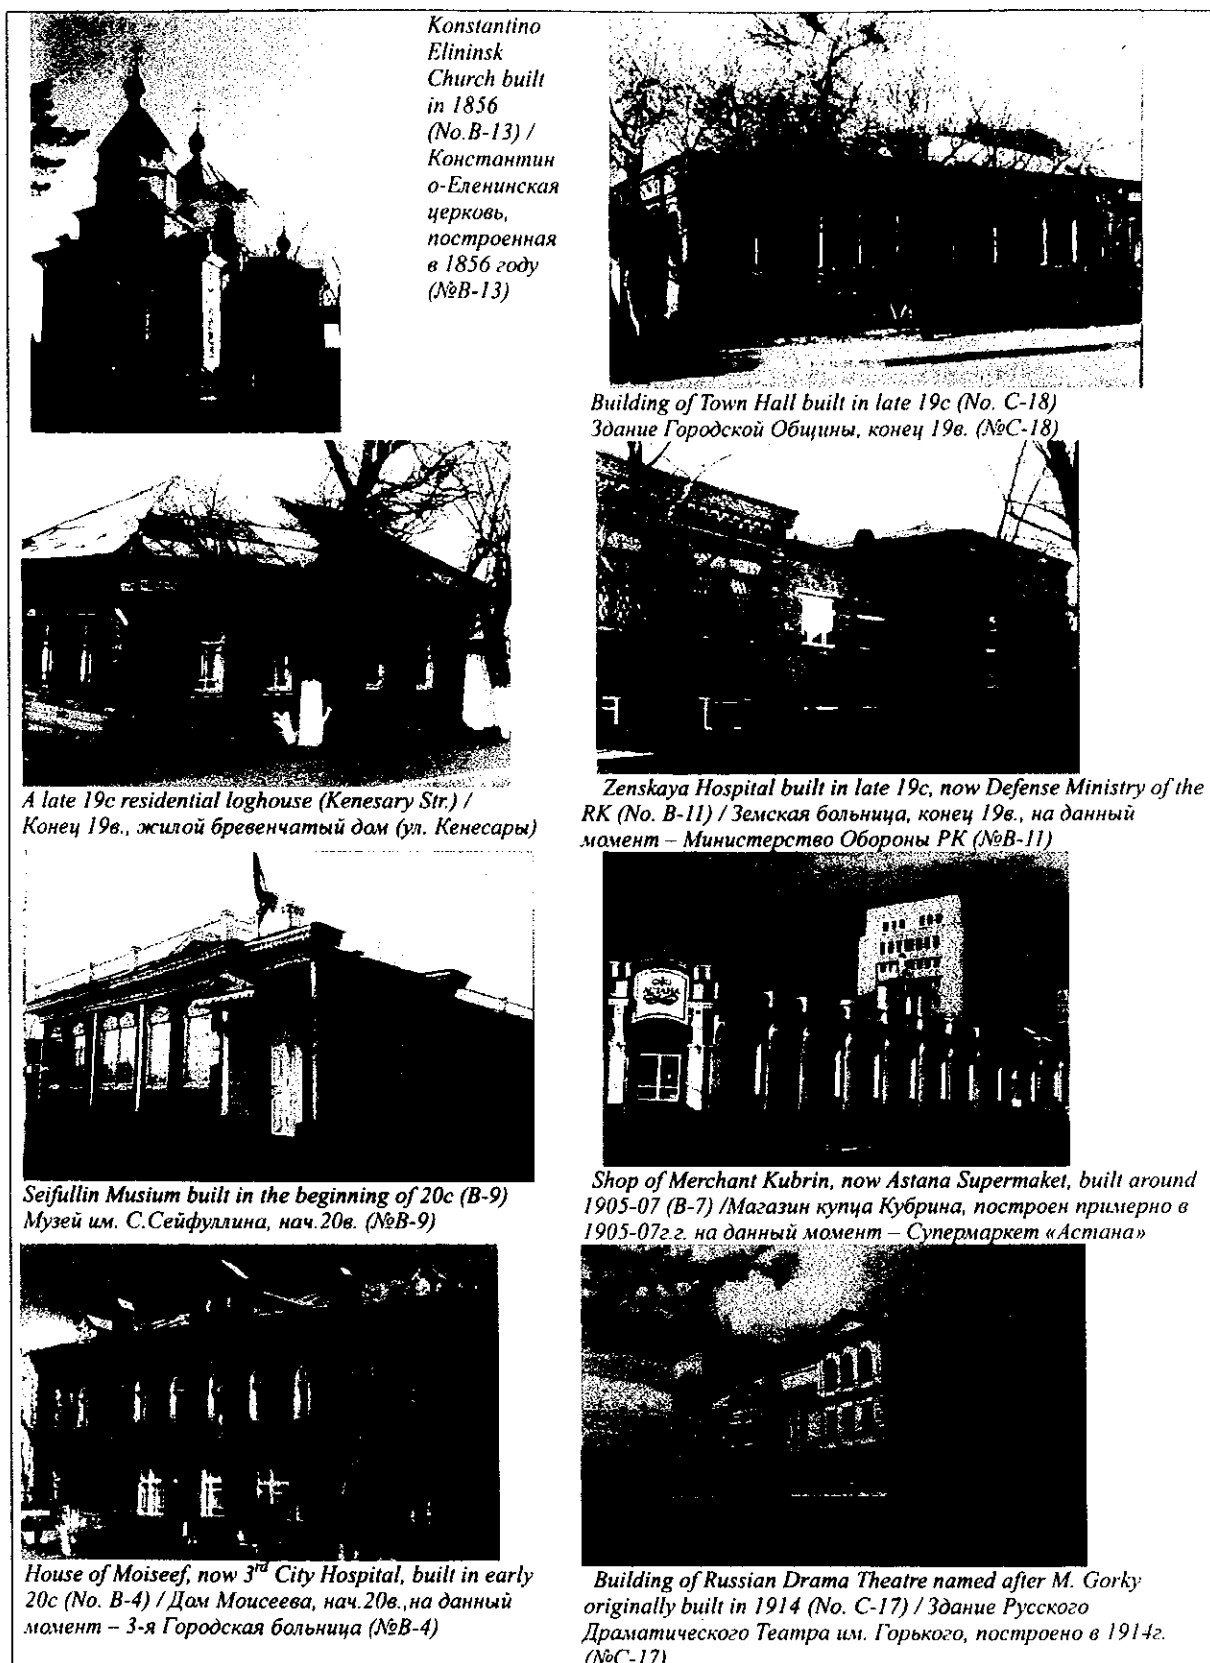 Konstantino
Elininsk
Church built
in 1856
(No.B-13) /
Константин
о-Еленинская
церковь,
построенная
в 1856 году
(№B-13)
Building of Town Hall built in late 19c (No. C-18)
Здание Городской Общины, конец 19в. (№C-18)
A late 19c residential loghouse (Kenesary Str.) /
Конец 19в., жилой бревенчатый дом (ул. Кенесары)
Zenskaya Hospital built in late 19c, now Defense Ministry of the
RK (No. B-11) / Земская больница, конец 19в., на данный
момент – Министерство Обороны РК (№B-11)
Seifullin Musium built in the beginning of 20c (B-9)
Музей им. С.Сейфуллина, нач.20в. (№B-9)
АСТАНА
Shop of Merchant Kubrin, now Astana Supermaket, built around
1905-07 (B-7) /Магазин купца Кубрина, построен примерно в
1905-07г.г. на данный момент – Супермаркет «Астана»
House of Moiseef, now 3rd City Hospital, built in early
20c (No. B-4) / Дом Моисеева, нач.20в.,на данный
момент – 3-я Городская больница (№B-4)
Building of Russian Drama Theatre named after M. Gorky
originally built in 1914 (No. C-17) / Здание Русского
Драматического Театра им. Горького, построено в 1914г.
(№C-17)